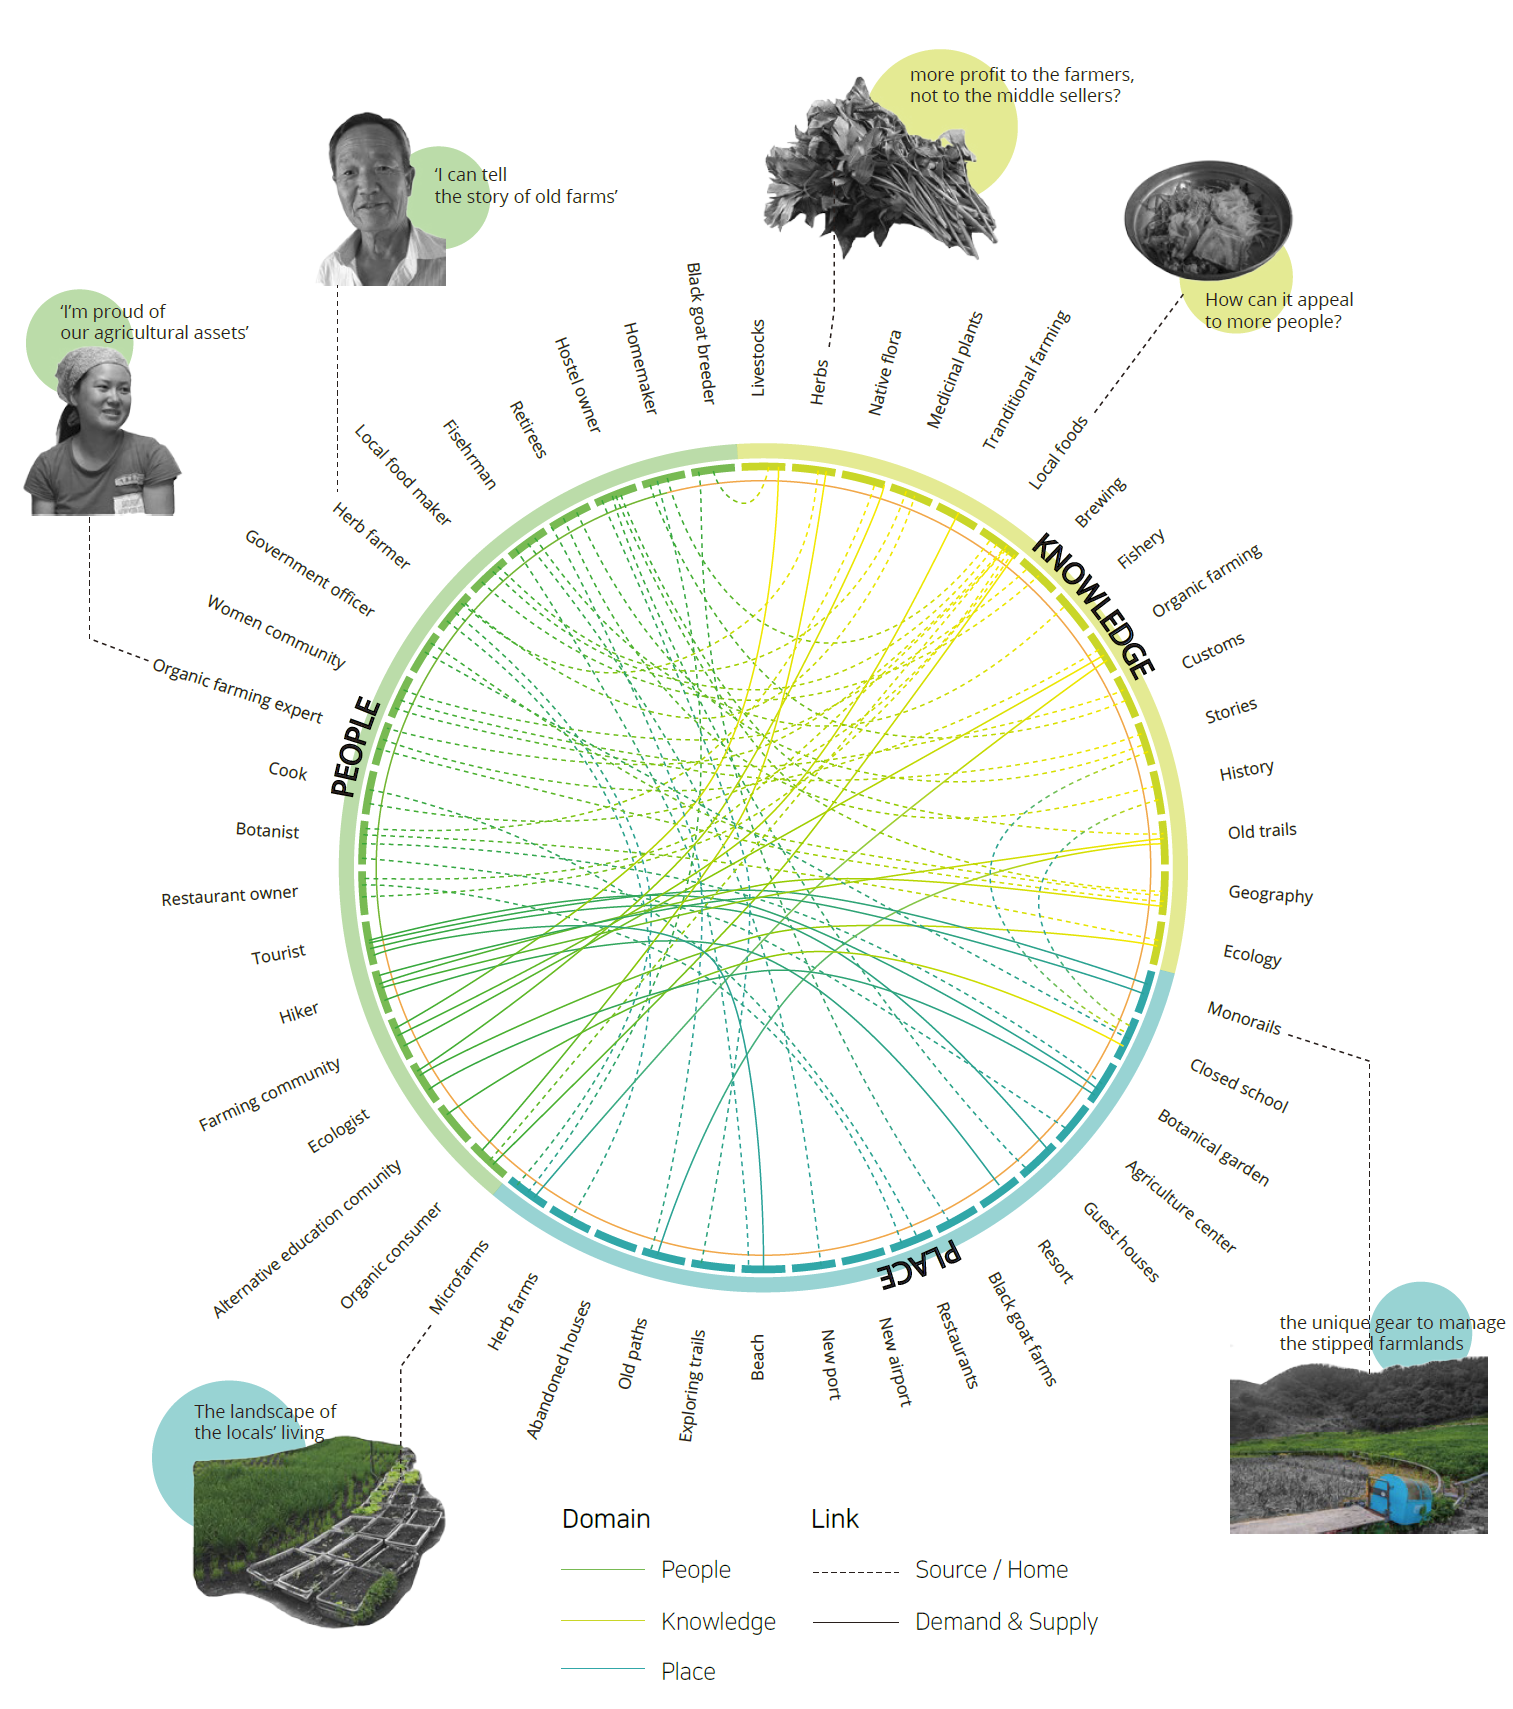 more profit to the farmers,
not to the middle sellers?
'I can tell
the story of old farms'
How can it appeal
to more people?
'I'm proud of
our agricultural assets'
Black goat breeder
Livestocks
Herbs
Native flora
Medicinal plants
Tranditional farming
Local foods
Brewing
Fishery
Organic farming
Customs
Stories
History
Old trails
Geography
Ecology
KNOWLEDGE
Monorails
Closed school
Botanical garden
Agriculture center
Guest houses
Resort
Black goat farms
Restaurants
New airport
New port
Beach
Exploring trails
Old paths
Abandoned houses
Herb farms
Microfarms
PLACE
Organic consumer
Alternative education comunity
Ecologist
Farming community
Hiker
Tourist
Restaurant owner
Botanist
Cook
Organic farming expert
Women community
Government officer
Herb farmer
Local food maker
Fisehrman
Retirees
Hostel owner
Homemaker
PEOPLE
the unique gear to manage
the stipped farmlands
The landscape of
the locals' living
Domain
People
Knowledge
Place
Link
Source / Home
Demand & Supply